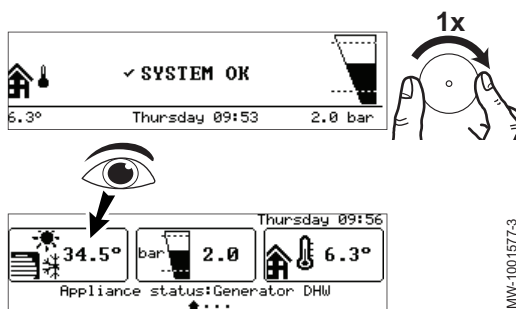 1x
✓ SYSTEM OK
6.3° Thursday 09:53 2.0 bar
Thursday 09:56
34.5° bar 2.0 6.3°
Appliance status:Generator DHW
MW-1001577-3